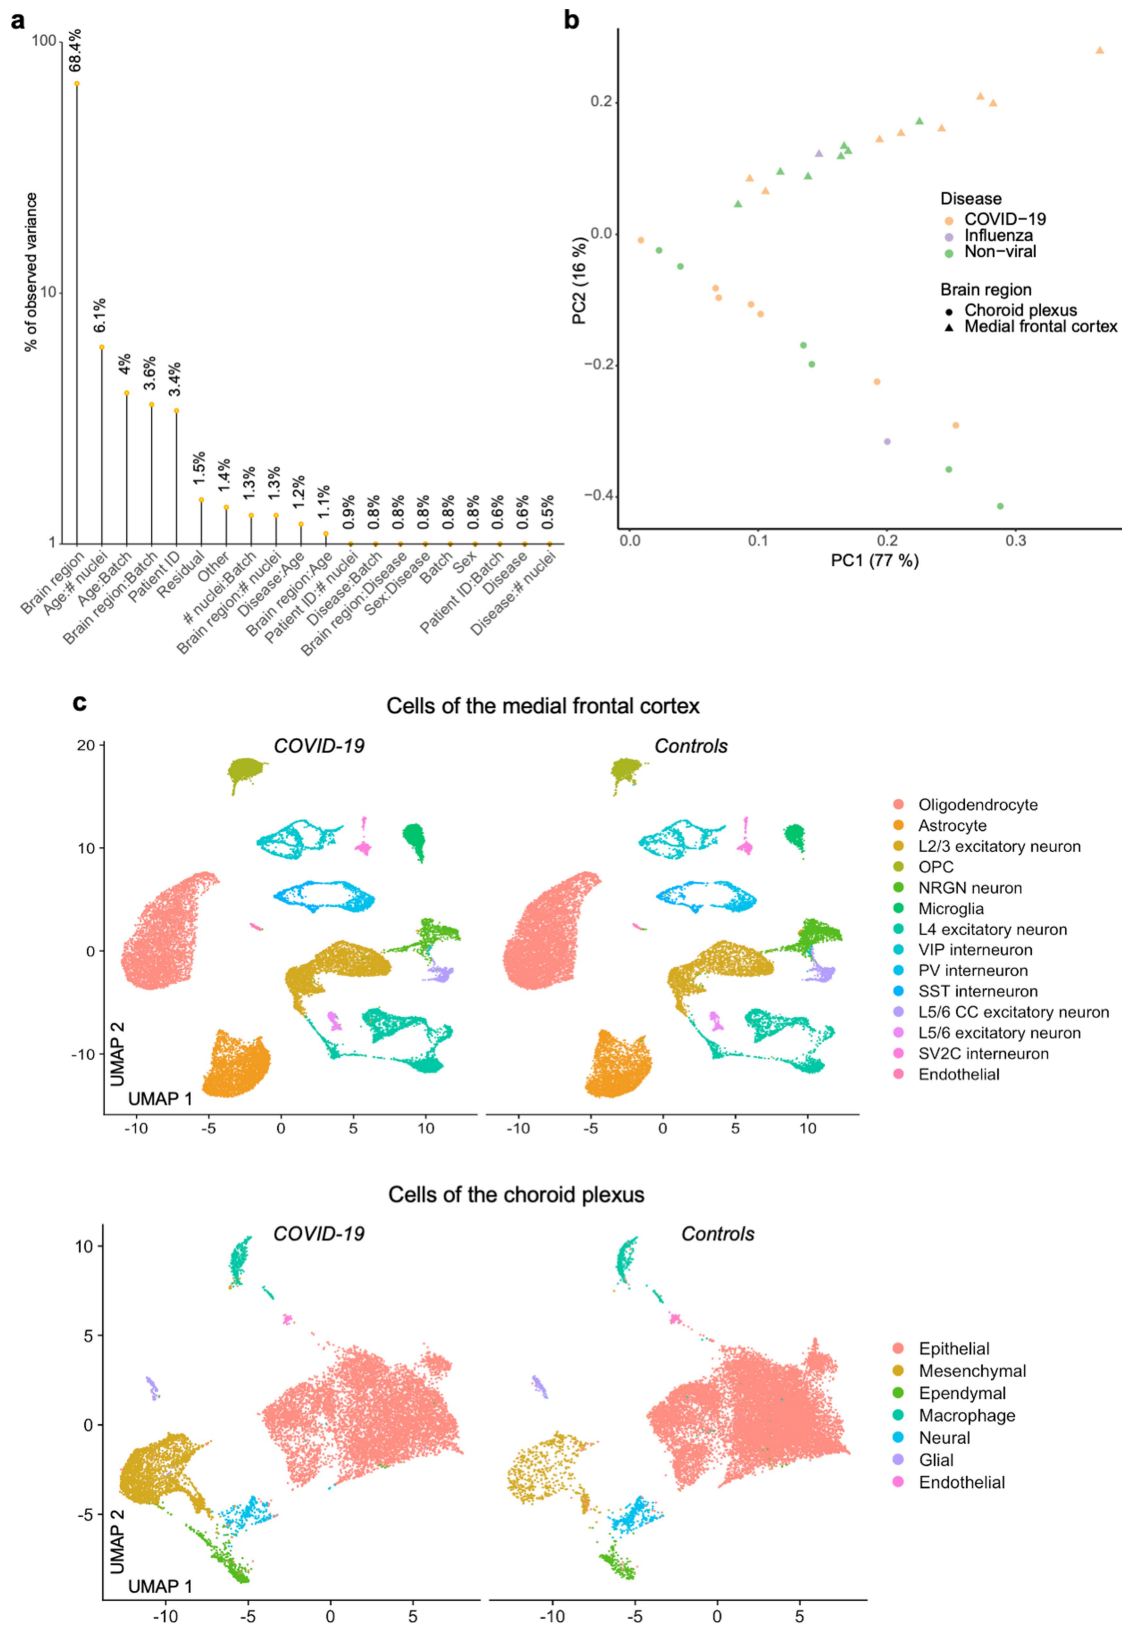 a
100
10
1
% of observed variance
68.4%
6.1%
4%
3.6%
3.4%
1.5%
1.4%
1.3%
1.3%
1.2%
1.1%
0.9%
0.8%
0.8%
0.8%
0.8%
0.8%
0.6%
0.6%
0.5%
Brain region
Age:# nuclei
Age:Batch
Brain region:Batch
Patient ID
Residual
Other
# nuclei:Batch
Brain region:# nuclei
Disease:Age
Brain region:Age
Patient ID:# nuclei
Disease:Batch
Brain region:Disease
Sex:Disease
Batch
Sex
Patient ID:Batch
Disease
Disease:# nuclei
b
0.2
0.0
−0.2
−0.4
PC2 (16 %)
0.0
0.1
0.2
0.3
PC1 (77 %)
Disease
COVID−19
Influenza
Non−viral
Brain region
Choroid plexus
Medial frontal cortex
c
Cells of the medial frontal cortex
COVID-19
Controls
20
10
0
-10
UMAP 2
UMAP 1
-10 -5 0 5 10
-10 -5 0 5 10
Oligodendrocyte
Astrocyte
L2/3 excitatory neuron
OPC
NRGN neuron
Microglia
L4 excitatory neuron
VIP interneuron
PV interneuron
SST interneuron
L5/6 CC excitatory neuron
L5/6 excitatory neuron
SV2C interneuron
Endothelial
Cells of the choroid plexus
COVID-19
Controls
10
5
0
-5
UMAP 2
UMAP 1
-10 -5 0 5
-10 -5 0 5
Epithelial
Mesenchymal
Ependymal
Macrophage
Neural
Glial
Endothelial